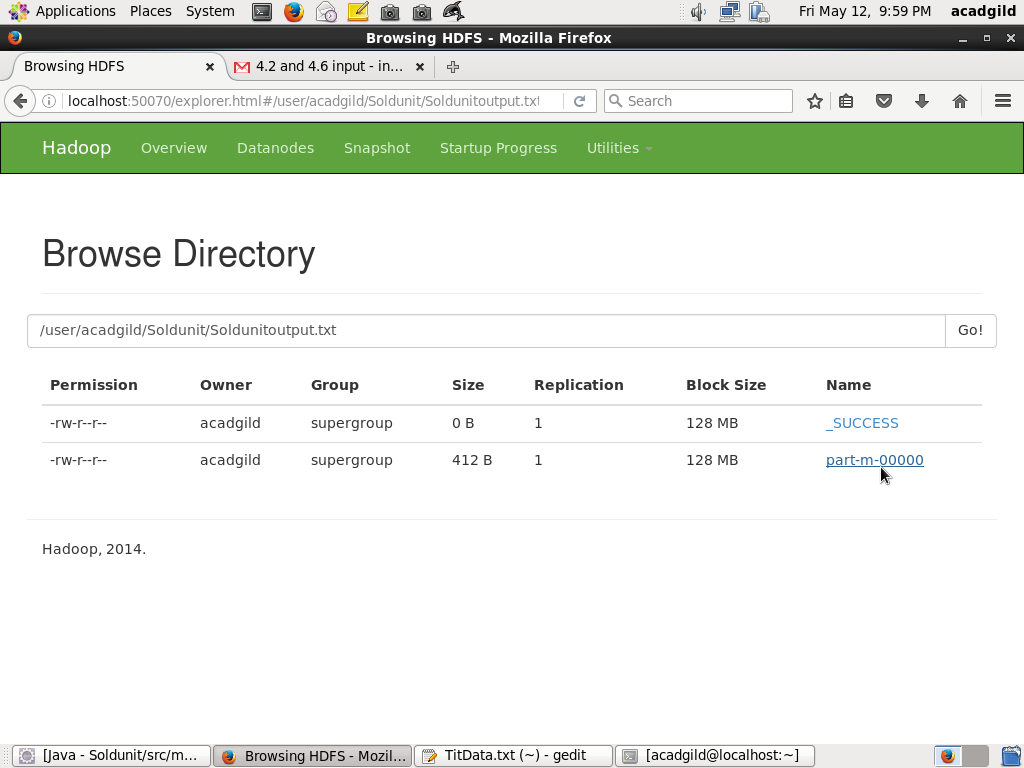 Applications Places System Fri May 12, 9:59 PM acadgild
Browsing HDFS - Mozilla Firefox
Browsing HDFS 4.2 and 4.6 input - in...
localhost:50070/explorer.html#/user/acadgild/Soldunit/Soldunitoutput.txt Search
Hadoop Overview Datanodes Snapshot Startup Progress Utilities
Browse Directory
/user/acadgild/Soldunit/Soldunitoutput.txt Go!
Permission Owner Group Size Replication Block Size Name
-rw-r--r-- acadgild supergroup 0 B 1 128 MB _SUCCESS
-rw-r--r-- acadgild supergroup 412 B 1 128 MB part-m-00000
Hadoop, 2014.
[Java - Soldunit/src/m... Browsing HDFS - Mozil... TitData.txt (~) - gedit [acadgild@localhost:~]